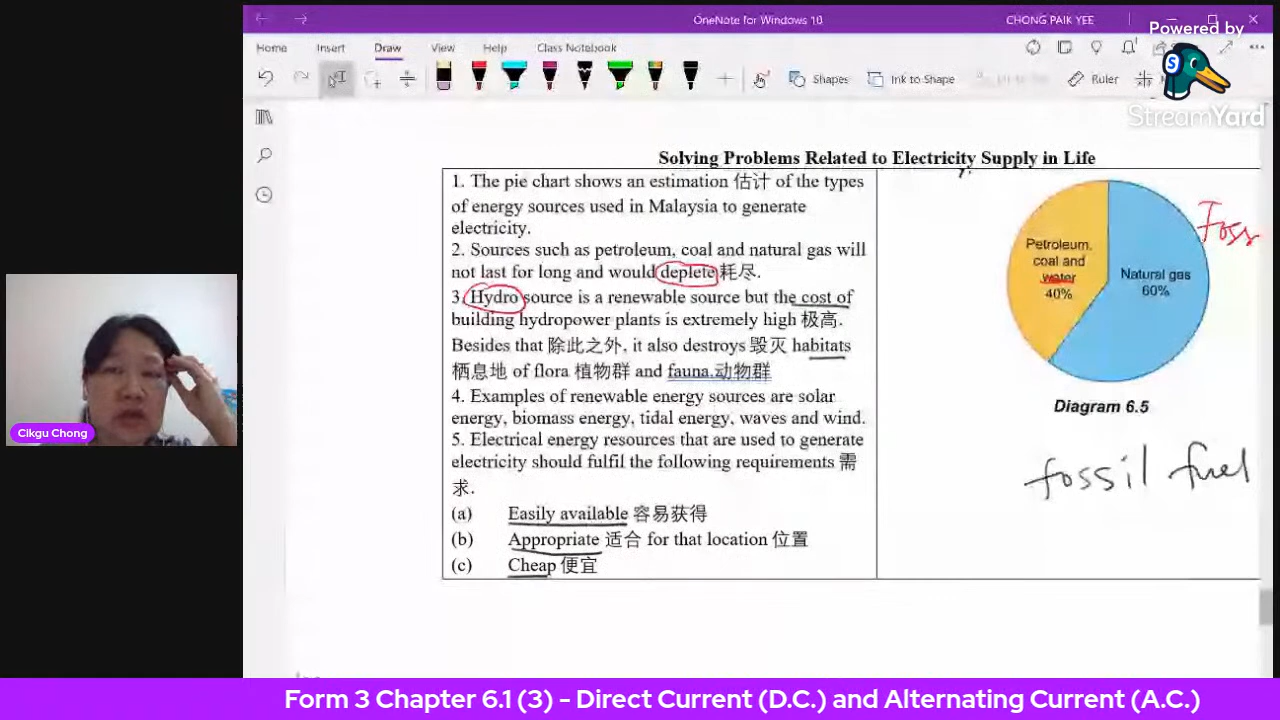 OneNote for Windows 10
CHONG PAIK YEE
Powered by
StreamYard
Home Insert Draw View Help Class Notebook
Shapes Ink to Shape Ruler
Solving Problems Related to Electricity Supply in Life
1. The pie chart shows an estimation 估计 of the types
of energy sources used in Malaysia to generate
electricity.
2. Sources such as petroleum, coal and natural gas will
not last for long and would deplete 耗尽.
3. Hydro source is a renewable source but the cost of
building hydropower plants is extremely high 极高.
Besides that 除此之外, it also destroys 毁灭 habitats
栖息地 of flora 植物群 and fauna.动物群
4. Examples of renewable energy sources are solar
energy, biomass energy, tidal energy, waves and wind.
5. Electrical energy resources that are used to generate
electricity should fulfil the following requirements 需
求.
(a) Easily available 容易获得
(b) Appropriate 适合 for that location 位置
(c) Cheap 便宜
Petroleum,
coal and
water
40%
Natural gas
60%
Foss
Diagram 6.5
fossil fuel
Cikgu Chong
Form 3 Chapter 6.1 (3) - Direct Current (D.C.) and Alternating Current (A.C.)